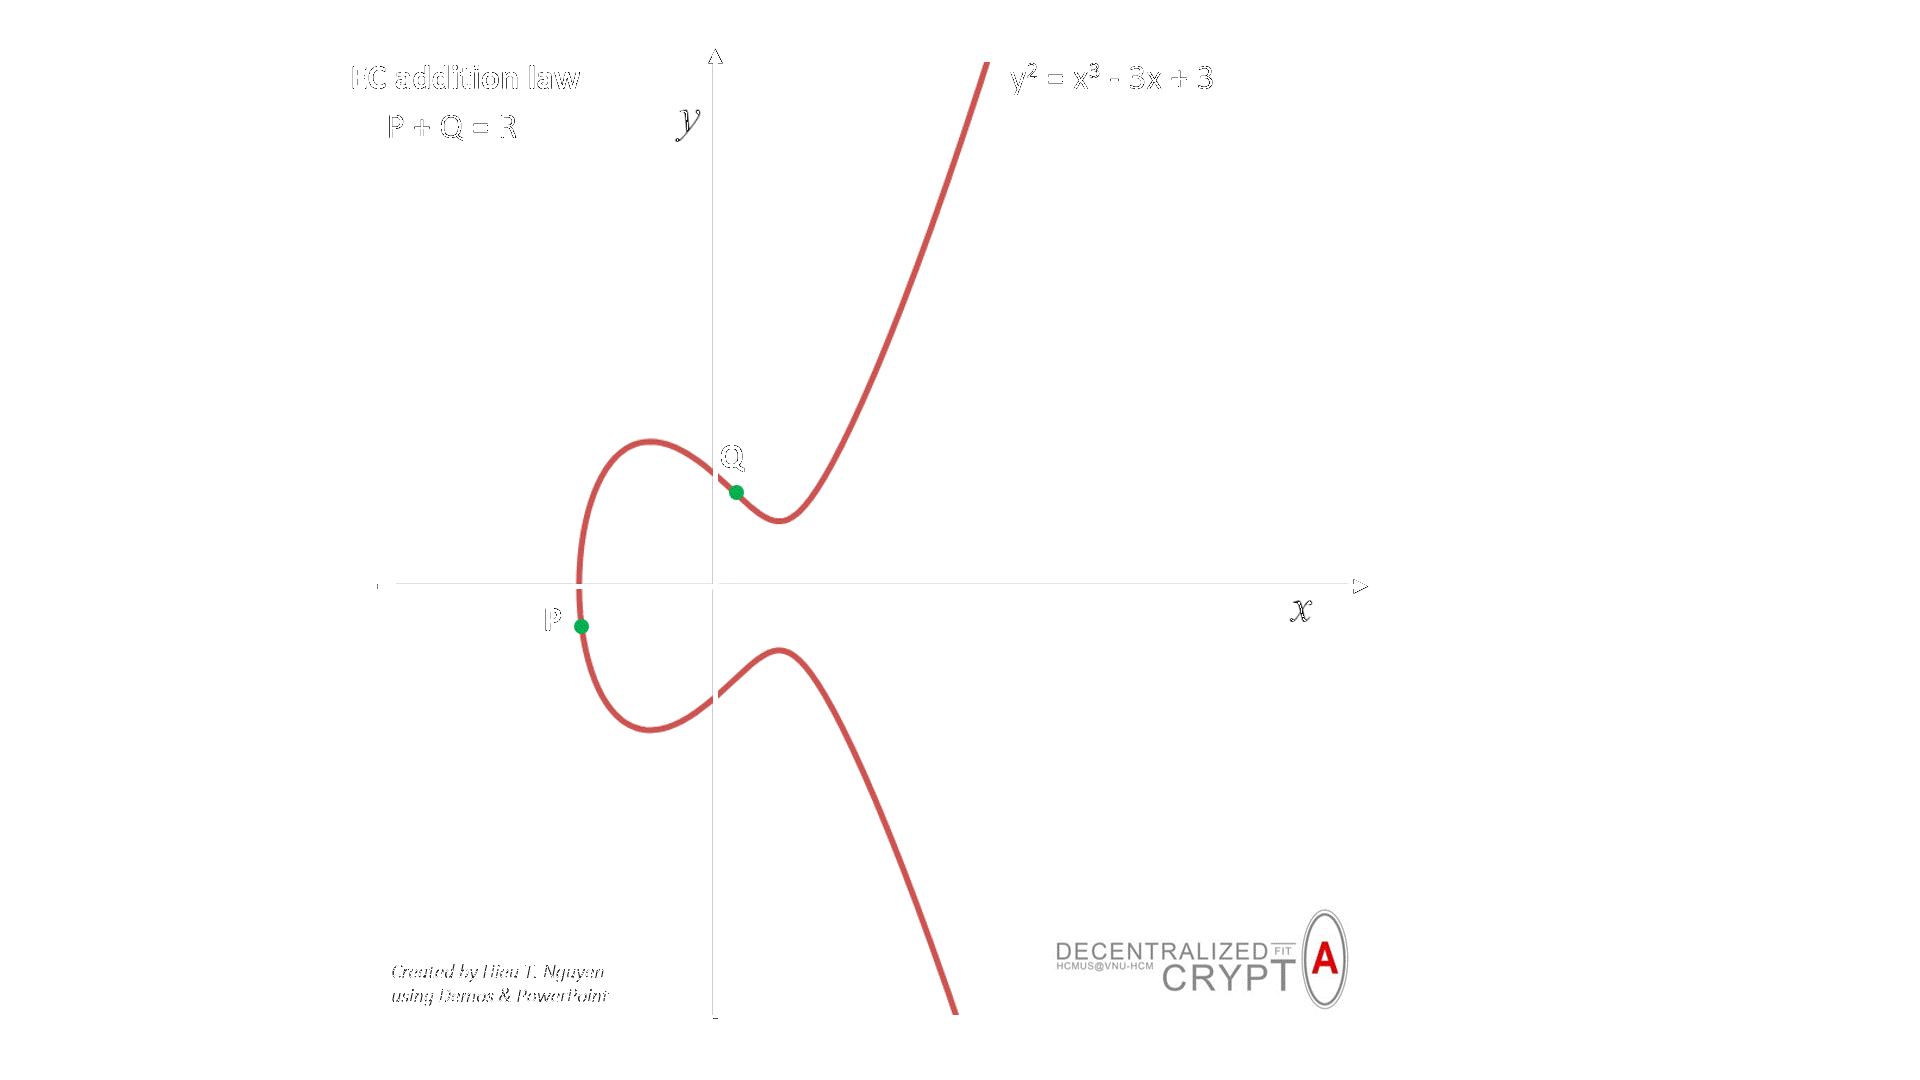 EC addition law
P + Q = R
y² = x³ - 3x + 3
y
Q
P
x
Created by Hieu T. Nguyen
using Demos & PowerPoint
DECENTRALIZED FIT
HCMUS@VNU-HCM
CRYPT A